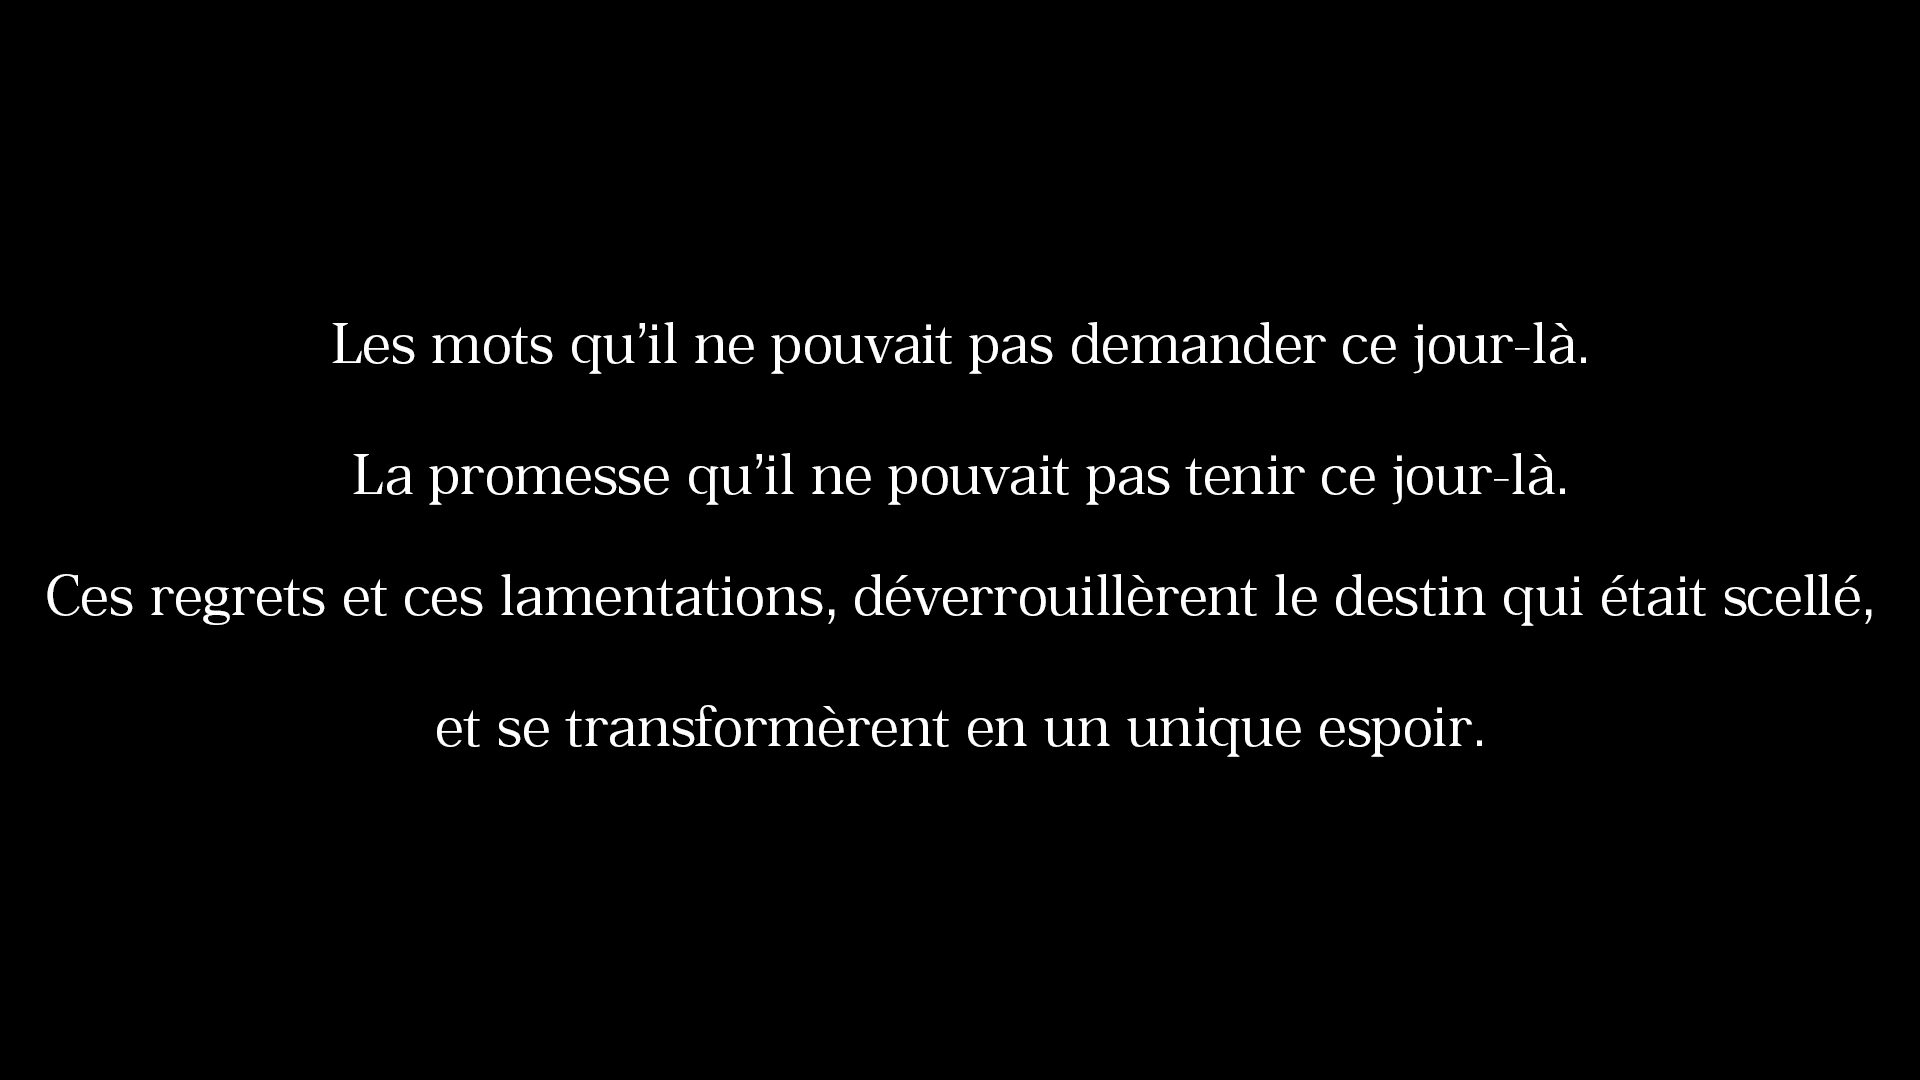 Les mots qu’il ne pouvait pas demander ce jour-là.
La promesse qu’il ne pouvait pas tenir ce jour-là.
Ces regrets et ces lamentations, déverrouillèrent le destin qui était scellé,
et se transformèrent en un unique espoir.